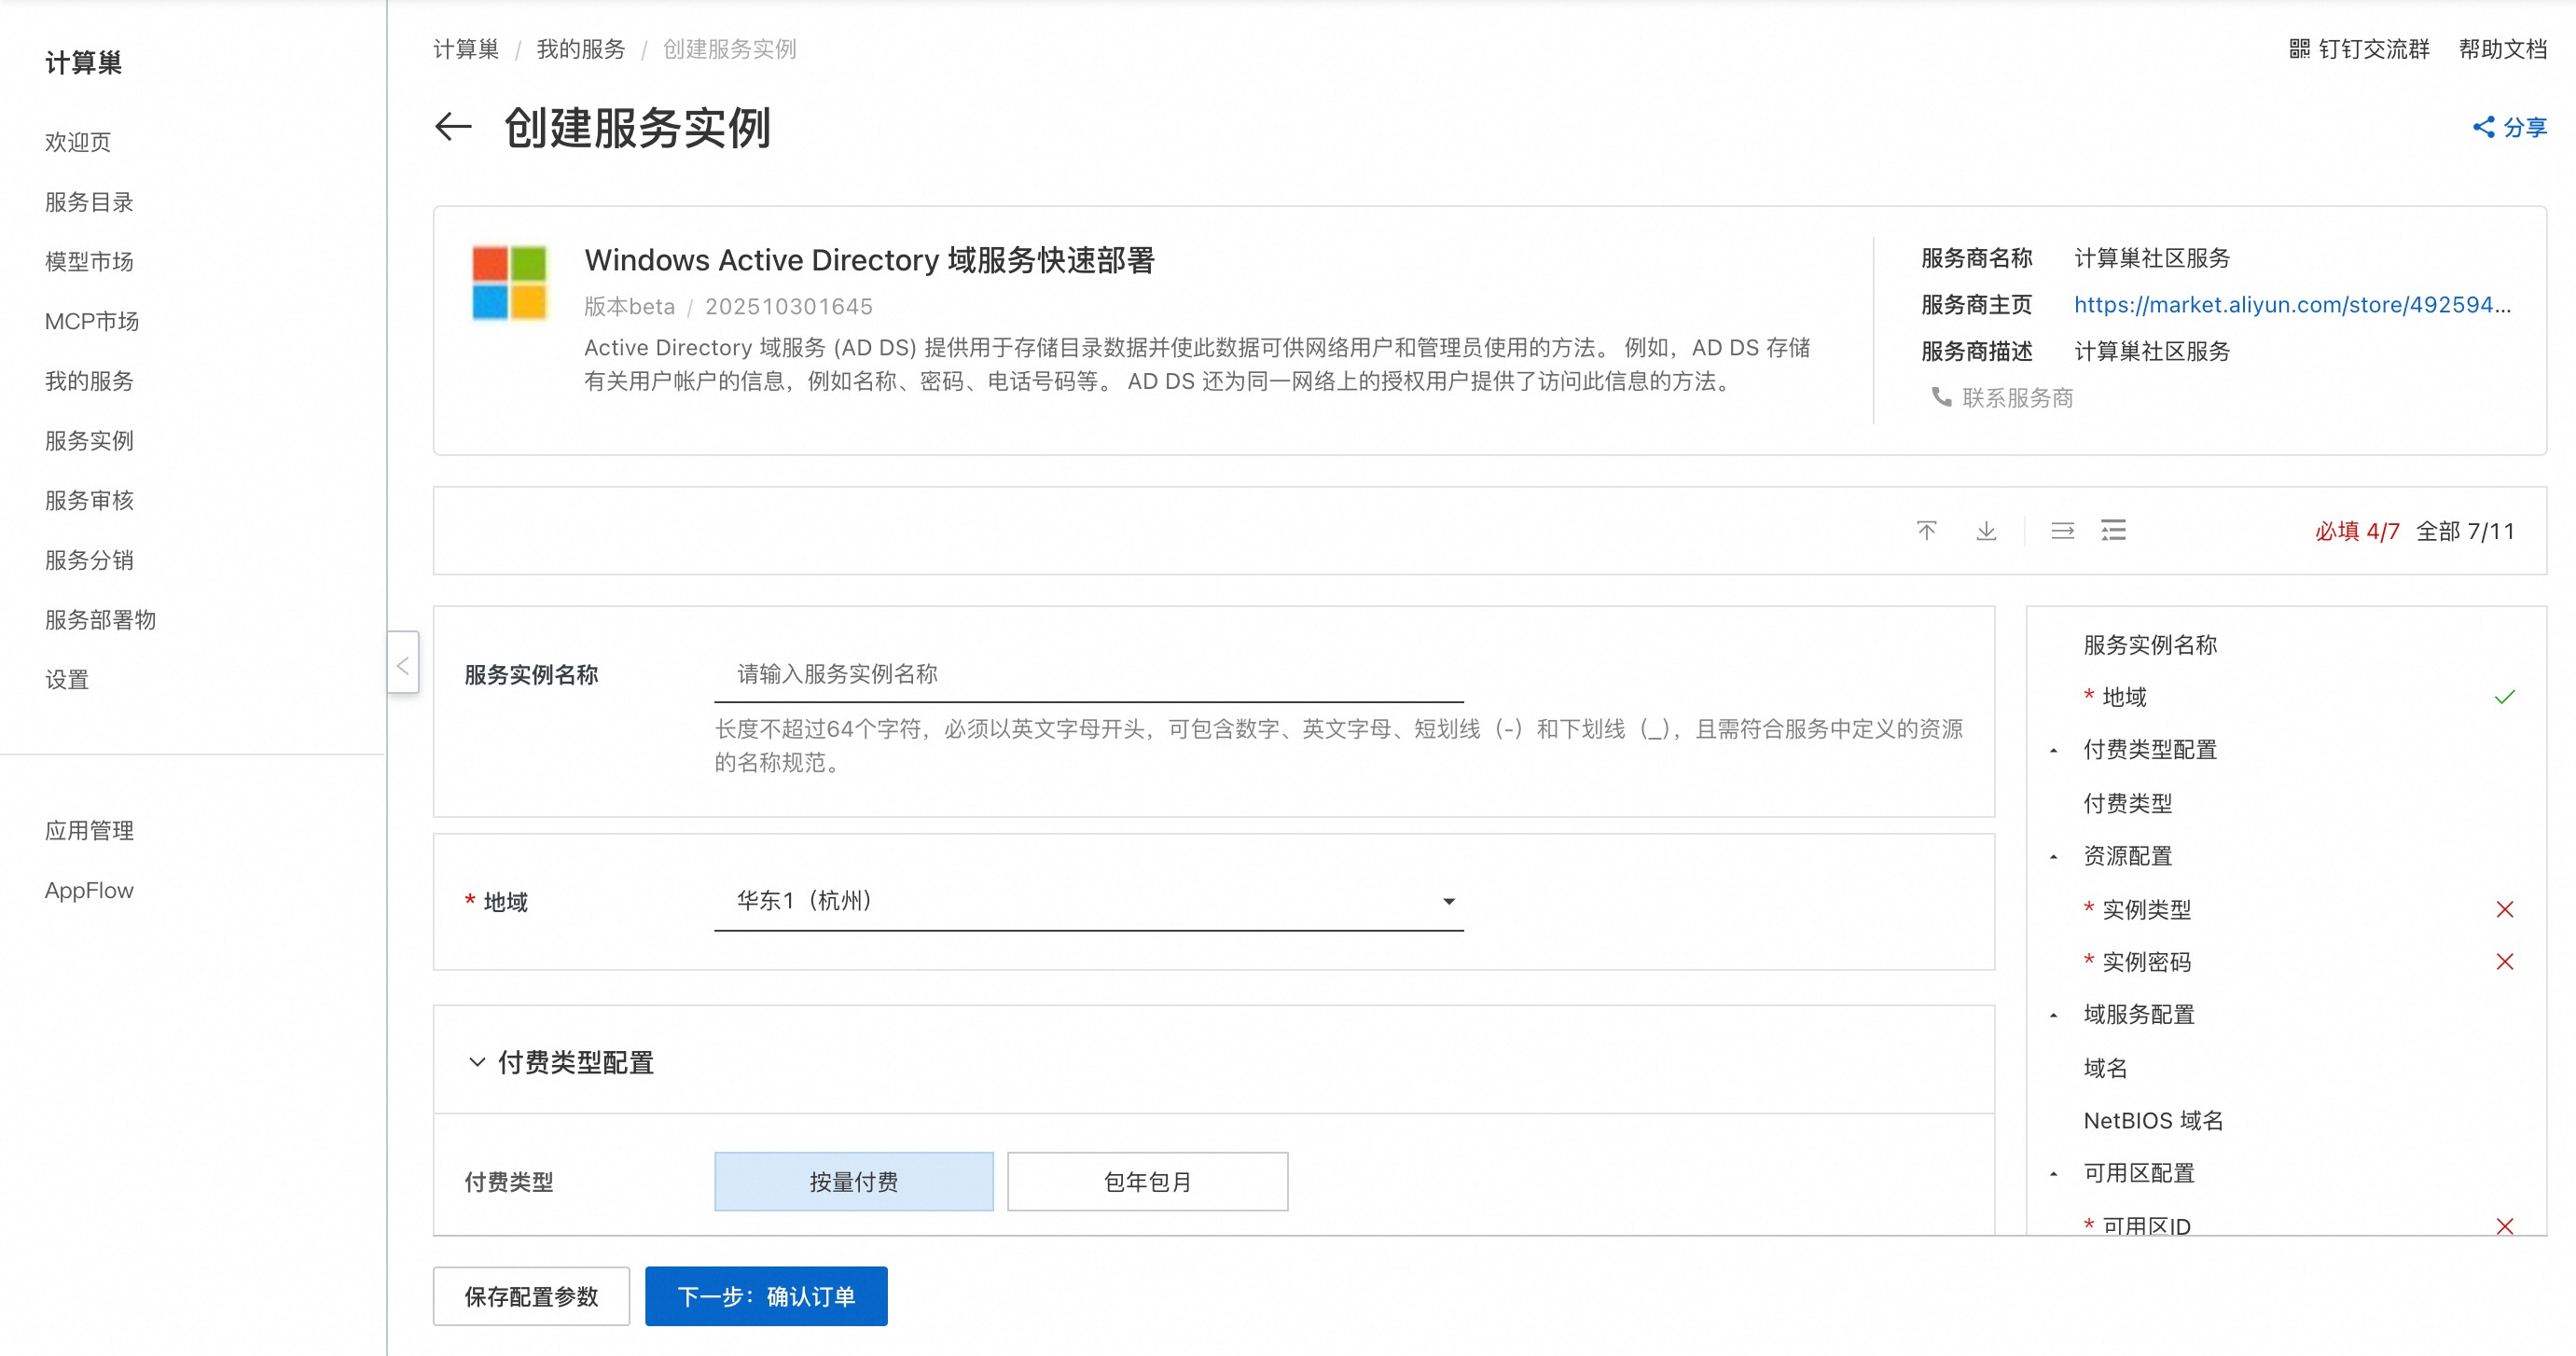 计算巢
欢迎页
服务目录
模型市场
MCP市场
我的服务
服务实例
服务审核
服务分销
服务部署物
设置
应用管理
AppFlow
计算巢 / 我的服务 / 创建服务实例
钉钉交流群 帮助文档
创建服务实例
分享
Windows Active Directory 域服务快速部署
版本beta / 202510301645
Active Directory 域服务 (AD DS) 提供用于存储目录数据并使此数据可供网络用户和管理员使用的方法。 例如，AD DS 存储
有关用户帐户的信息，例如名称、密码、电话号码等。 AD DS 还为同一网络上的授权用户提供了访问此信息的方法。
服务商名称 计算巢社区服务
服务商主页 https://market.aliyun.com/store/492594...
服务商描述 计算巢社区服务
联系服务商
必填 4/7 全部 7/11
服务实例名称 请输入服务实例名称
长度不超过64个字符，必须以英文字母开头，可包含数字、英文字母、短划线（-）和下划线（_），且需符合服务中定义的资源
的名称规范。
* 地域 华东1（杭州）
付费类型配置
付费类型 按量付费 包年包月
服务实例名称
* 地域
付费类型配置
付费类型
资源配置
* 实例类型
* 实例密码
域服务配置
域名
NetBIOS 域名
可用区配置
* 可用区ID
保存配置参数 下一步：确认订单